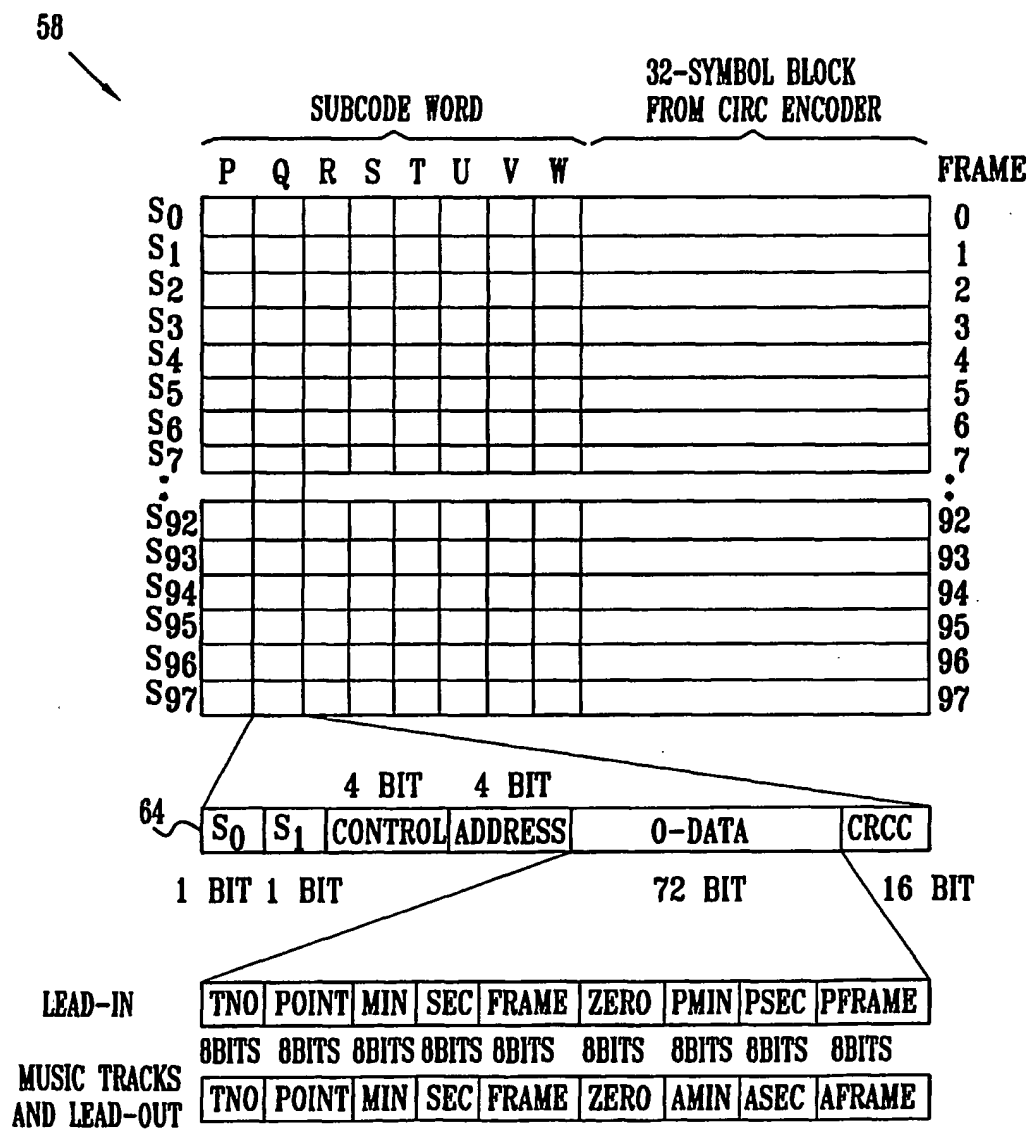 58
32-SYMBOL BLOCK
SUBCODE WORD FROM CIRC ENCODER
P Q R S T U V W FRAME
S0 0
S1 1
S2 2
S3 3
S4 4
S5 5
S6 6
S7 7
S92 92
S93 93
S94 94
S95 95
S96 96
S97 97
4 BIT 4 BIT
64 S0 S1 CONTROL ADDRESS 0-DATA CRCC
1 BIT 1 BIT 72 BIT 16 BIT
LEAD-IN TNO POINT MIN SEC FRAME ZERO PMIN PSEC PFRAME
8BITS 8BITS 8BITS 8BITS 8BITS 8BITS 8BITS 8BITS 8BITS
MUSIC TRACKS
AND LEAD-OUT TNO POINT MIN SEC FRAME ZERO AMIN ASEC AFRAME